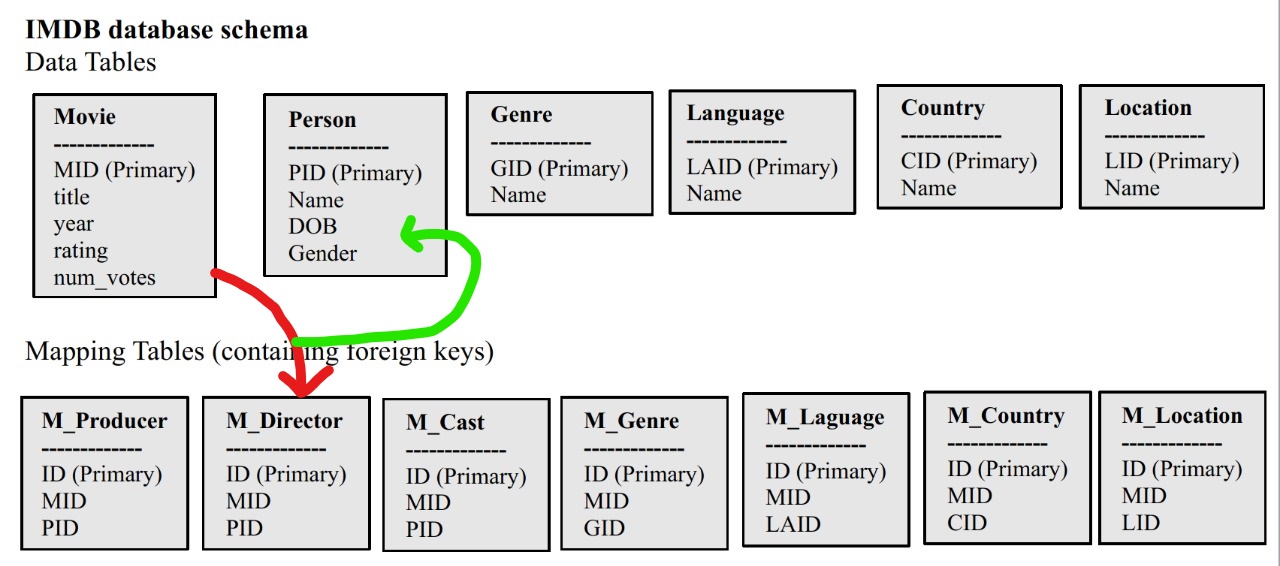 IMDB database schema
Data Tables
Movie
-------------
MID (Primary)
title
year
rating
num_votes
Person
-------------
PID (Primary)
Name
DOB
Gender
Genre
-------------
GID (Primary)
Name
Language
-------------
LAID (Primary)
Name
Country
-------------
CID (Primary)
Name
Location
-------------
LID (Primary)
Name
Mapping Tables (containing foreign keys)
M_Producer
-------------
ID (Primary)
MID
PID
M_Director
-------------
ID (Primary)
MID
PID
M_Cast
-------------
ID (Primary)
MID
PID
M_Genre
-------------
ID (Primary)
MID
GID
M_Laguage
-------------
ID (Primary)
MID
LAID
M_Country
-------------
ID (Primary)
MID
CID
M_Location
-------------
ID (Primary)
MID
LID